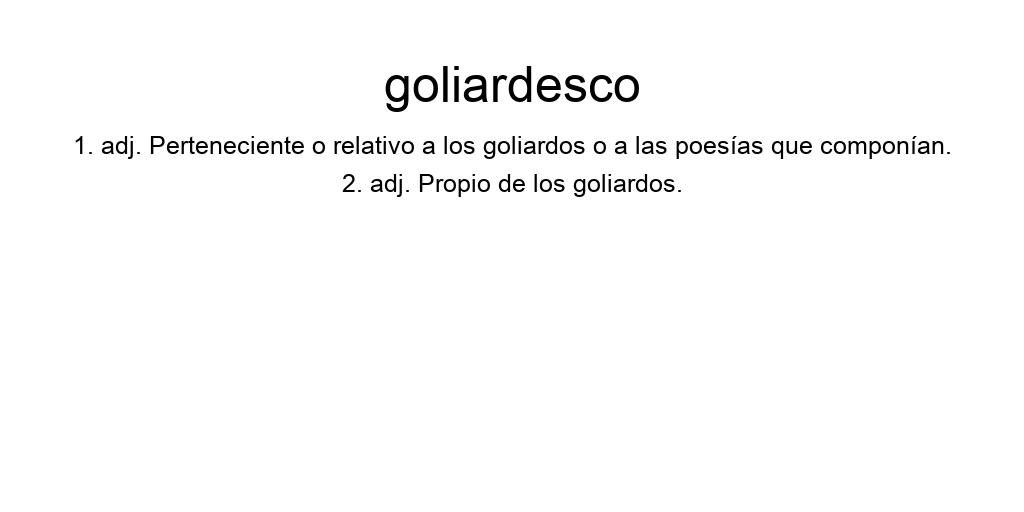 goliardesco
1. adj. Perteneciente o relativo a los goliardos o a las poesías que componían.
2. adj. Propio de los goliardos.